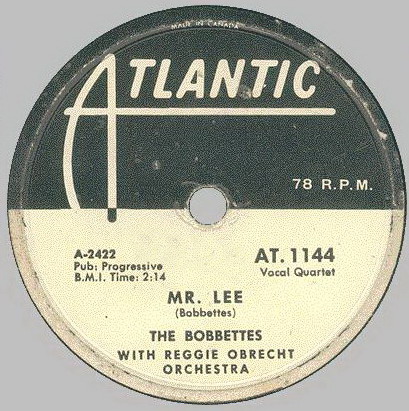 MADE IN CANADA
ATLANTIC
78 R.P.M.
A-2422
Pub: Progressive
B.M.I. Time: 2:14
AT. 1144
Vocal Quartet
MR. LEE
(Bobbettes)
THE BOBBETTES
WITH REGGIE OBRECHT
ORCHESTRA